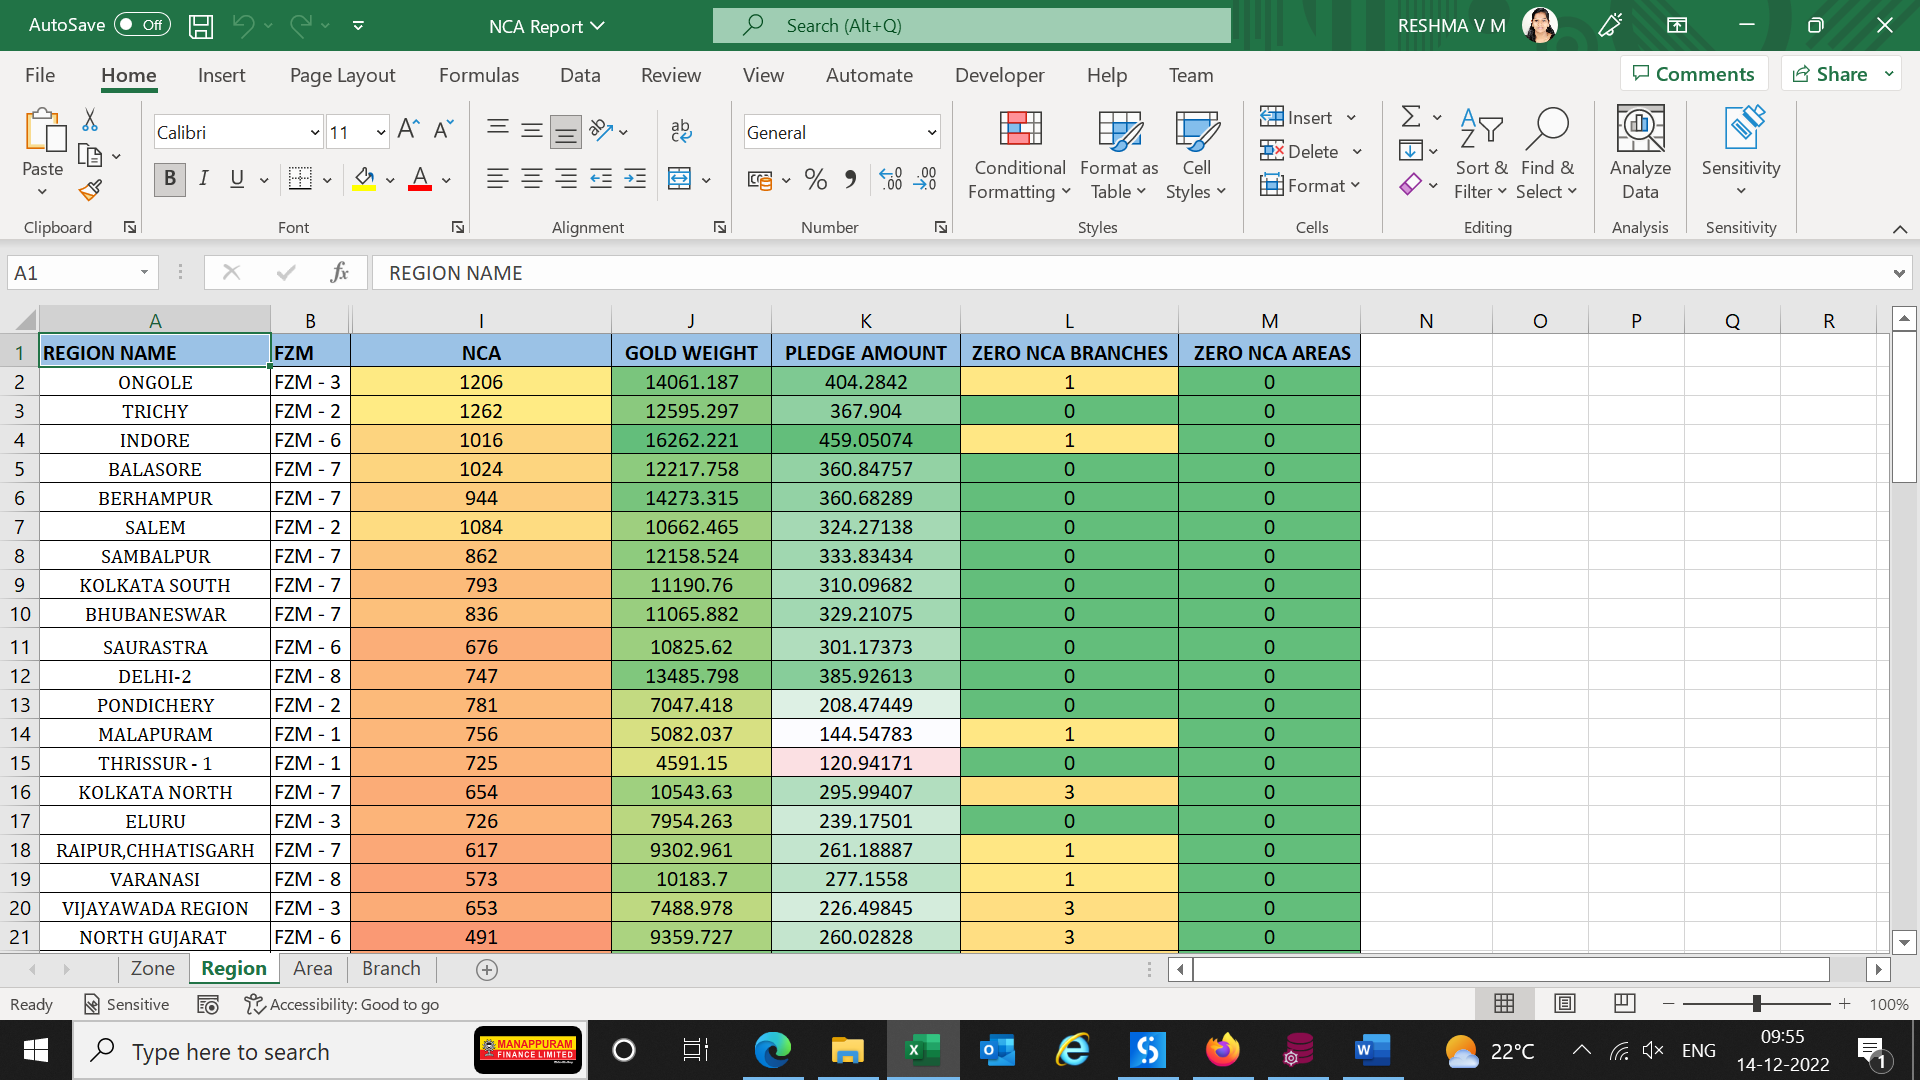 AutoSave Off NCA Report Search (Alt+Q) RESHMA V M
File Home Insert Page Layout Formulas Data Review View Automate Developer Help Team Comments Share
Calibri 11 General Insert
Delete
Paste Conditional Format as Cell Sort & Find & Analyze Sensitivity
Formatting Table Styles Format Filter Select Data
Clipboard Font Alignment Number Styles Cells Editing Analysis Sensitivity
A1 fx REGION NAME
A B I J K L M N O P Q R
1 REGION NAME FZM NCA GOLD WEIGHT PLEDGE AMOUNT ZERO NCA BRANCHES ZERO NCA AREAS
2 ONGOLE FZM - 3 1206 14061.187 404.2842 1 0
3 TRICHY FZM - 2 1262 12595.297 367.904 0 0
4 INDORE FZM - 6 1016 16262.221 459.05074 1 0
5 BALASORE FZM - 7 1024 12217.758 360.84757 0 0
6 BERHAMPUR FZM - 7 944 14273.315 360.68289 0 0
7 SALEM FZM - 2 1084 10662.465 324.27138 0 0
8 SAMBALPUR FZM - 7 862 12158.524 333.83434 0 0
9 KOLKATA SOUTH FZM - 7 793 11190.76 310.09682 0 0
10 BHUBANESWAR FZM - 7 836 11065.882 329.21075 0 0
11 SAURASTRA FZM - 6 676 10825.62 301.17373 0 0
12 DELHI-2 FZM - 8 747 13485.798 385.92613 0 0
13 PONDICHERY FZM - 2 781 7047.418 208.47449 0 0
14 MALAPURAM FZM - 1 756 5082.037 144.54783 1 0
15 THRISSUR - 1 FZM - 1 725 4591.15 120.94171 0 0
16 KOLKATA NORTH FZM - 7 654 10543.63 295.99407 3 0
17 ELURU FZM - 3 726 7954.263 239.17501 0 0
18 RAIPUR,CHHATISGARH FZM - 7 617 9302.961 261.18887 1 0
19 VARANASI FZM - 8 573 10183.7 277.1558 1 0
20 VIJAYAWADA REGION FZM - 3 653 7488.978 226.49845 3 0
21 NORTH GUJARAT FZM - 6 491 9359.727 260.02828 3 0
Zone Region Area Branch
Ready Sensitive Accessibility: Good to go 100%
Type here to search MANAPPURAM FINANCE LIMITED 22°C ENG 09:55
14-12-2022 1